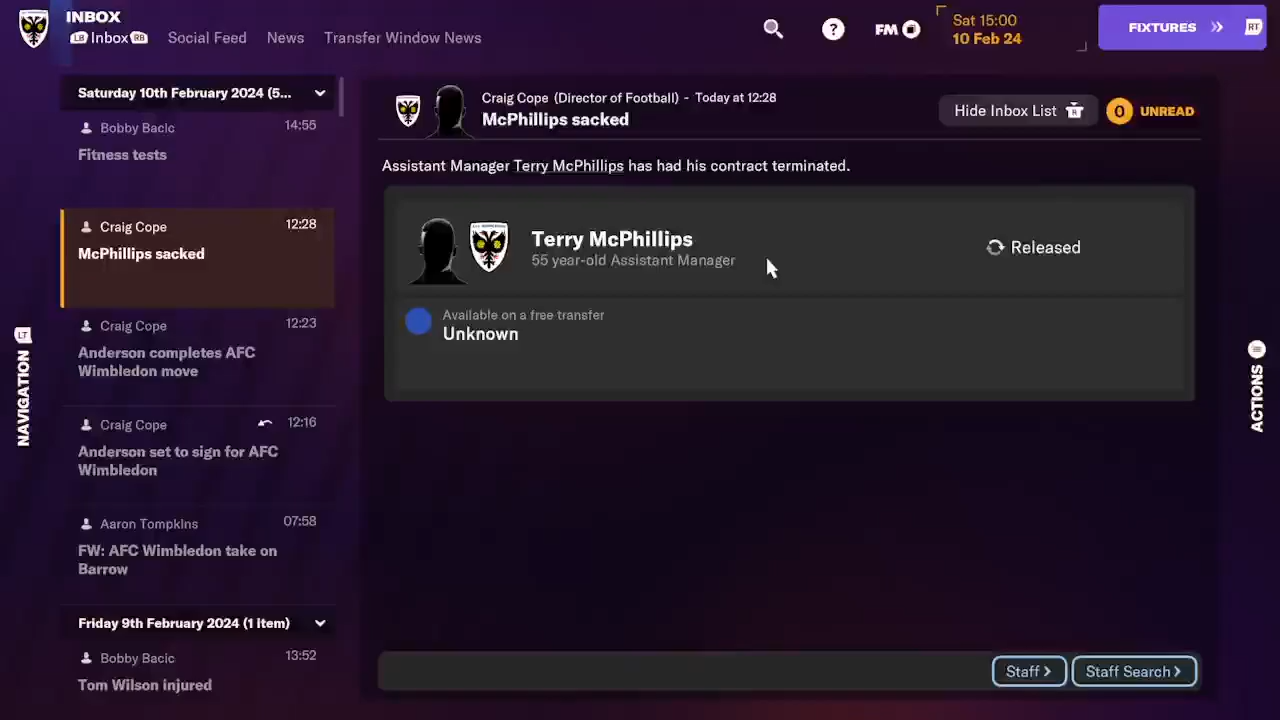 INBOX
LB Inbox RB
Social Feed
News
Transfer Window News
?
FM
Sat 15:00
10 Feb 24
FIXTURES
RT
Saturday 10th February 2024 (5...
Bobby Bacic
14:55
Fitness tests
Craig Cope
12:28
McPhillips sacked
Craig Cope
12:23
Anderson completes AFC
Wimbledon move
Craig Cope
12:16
Anderson set to sign for AFC
Wimbledon
Aaron Tompkins
07:58
FW: AFC Wimbledon take on
Barrow
Friday 9th February 2024 (1 item)
Bobby Bacic
13:52
Tom Wilson injured
Craig Cope (Director of Football) - Today at 12:28
McPhillips sacked
Hide Inbox List
R
0 UNREAD
Assistant Manager Terry McPhillips has had his contract terminated.
Terry McPhillips
55 year-old Assistant Manager
Released
Available on a free transfer
Unknown
Staff
Staff Search
LT
NAVIGATION
ACTIONS